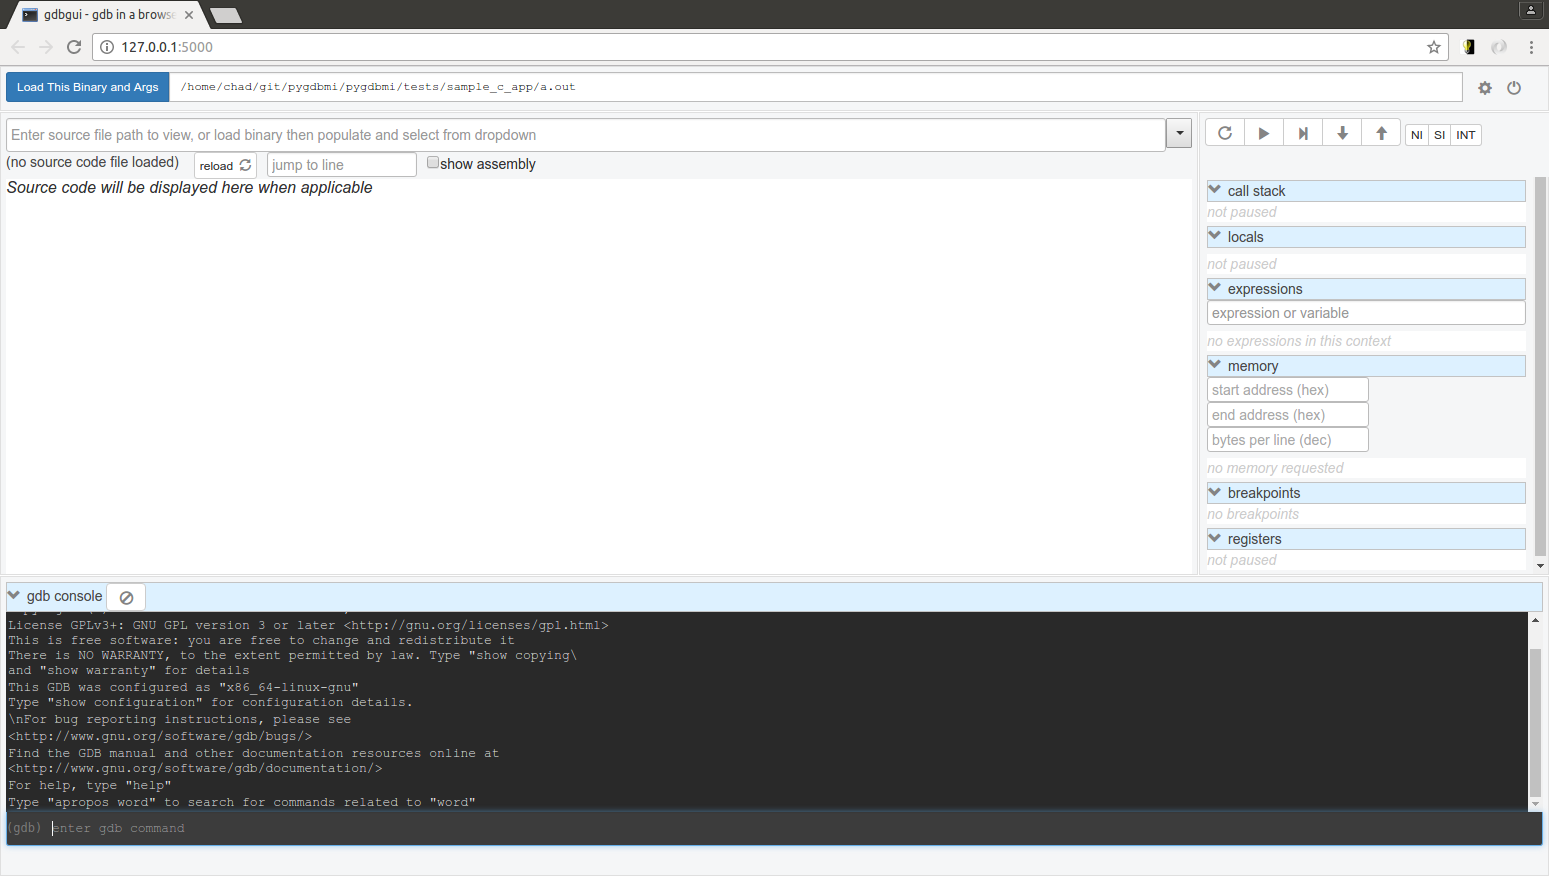 gdbgui - gdb in a brows
127.0.0.1:5000
Load This Binary and Args
/home/chad/git/pygdbmi/pygdbmi/tests/sample_c_app/a.out
Enter source file path to view, or load binary then populate and select from dropdown
(no source code file loaded)
reload
jump to line
show assembly
Source code will be displayed here when applicable
NI
SI
INT
call stack
not paused
locals
not paused
expressions
expression or variable
no expressions in this context
memory
start address (hex)
end address (hex)
bytes per line (dec)
no memory requested
breakpoints
no breakpoints
registers
not paused
gdb console
License GPLv3+: GNU GPL version 3 or later <http://gnu.org/licenses/gpl.html>
This is free software: you are free to change and redistribute it
There is NO WARRANTY, to the extent permitted by law. Type "show copying\
and "show warranty" for details
This GDB was configured as "x86_64-linux-gnu"
Type "show configuration" for configuration details.
\nFor bug reporting instructions, please see
<http://www.gnu.org/software/gdb/bugs/>
Find the GDB manual and other documentation resources online at
<http://www.gnu.org/software/gdb/documentation/>
For help, type "help"
Type "apropos word" to search for commands related to "word"
(gdb) enter gdb command